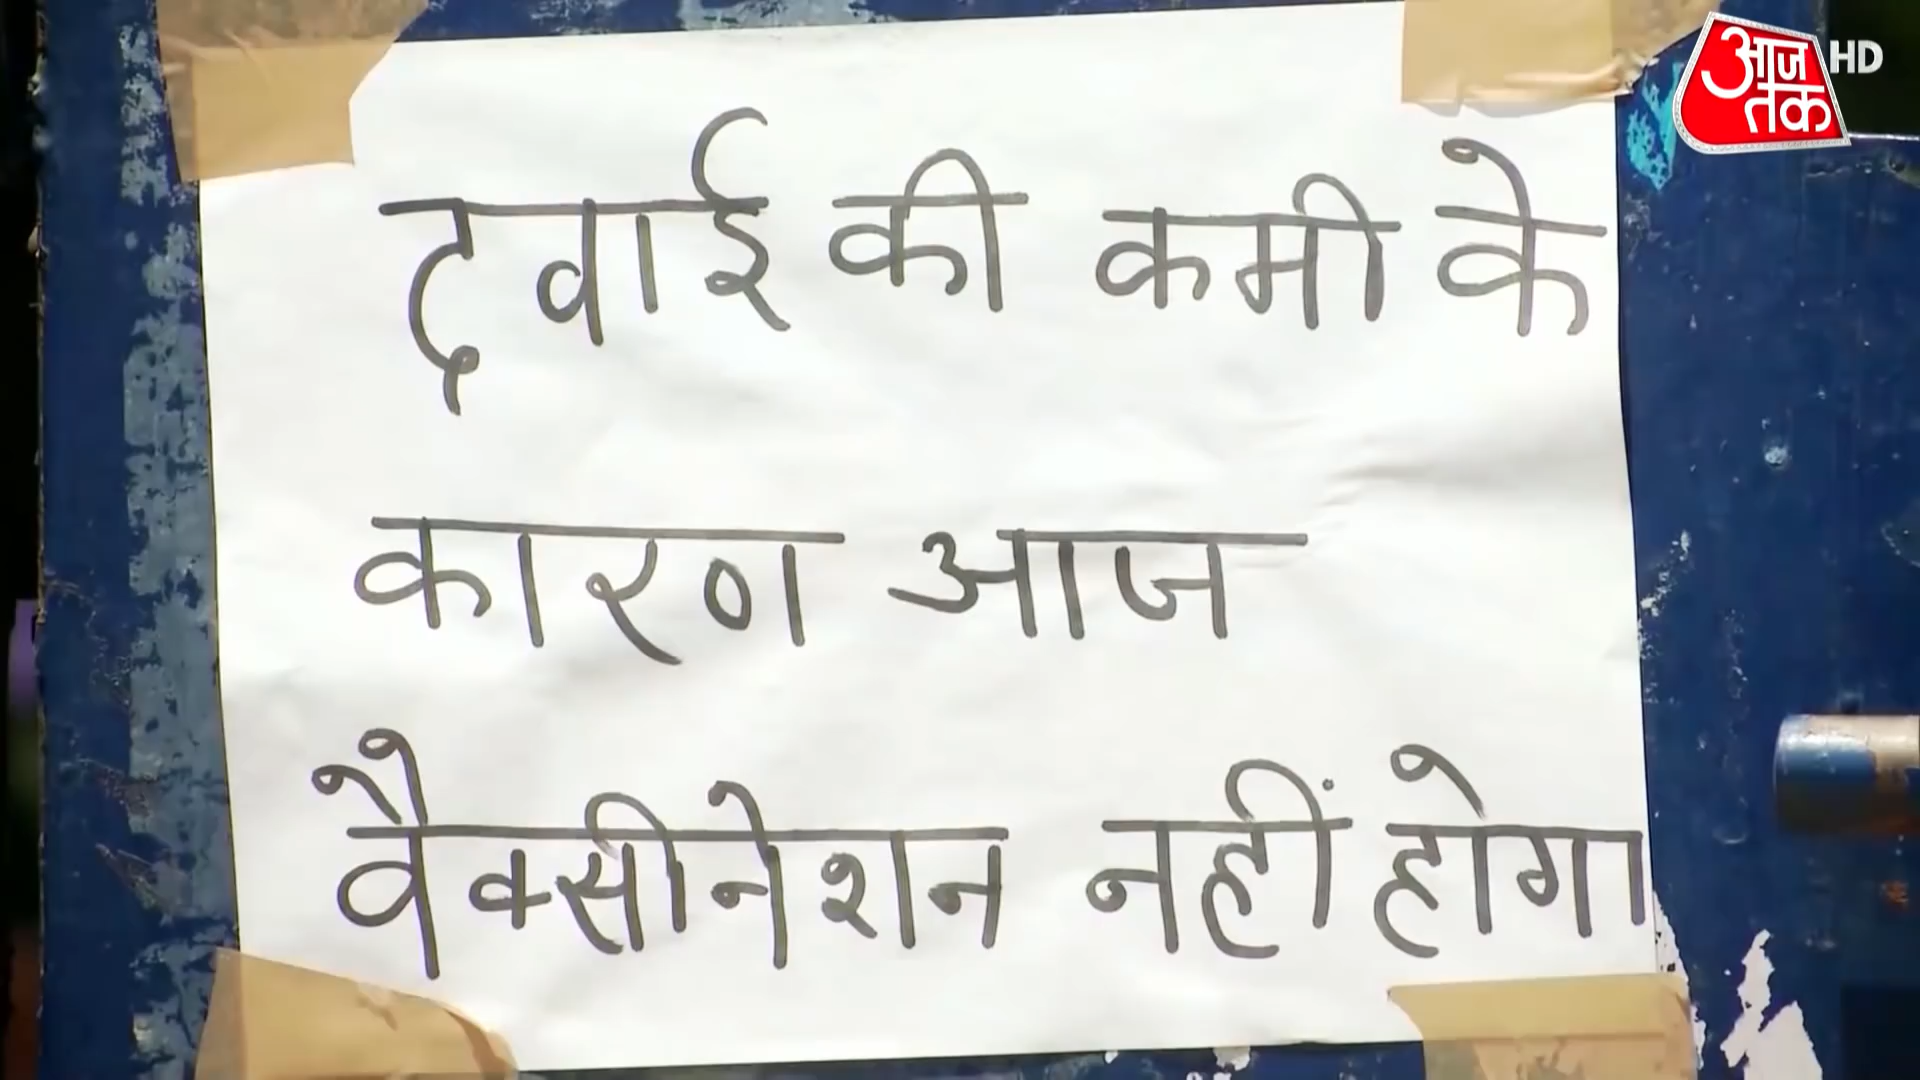 आज तक HD
दवाई की कमी के
कारण आज
वैक्सीनेशन नहीं होगा